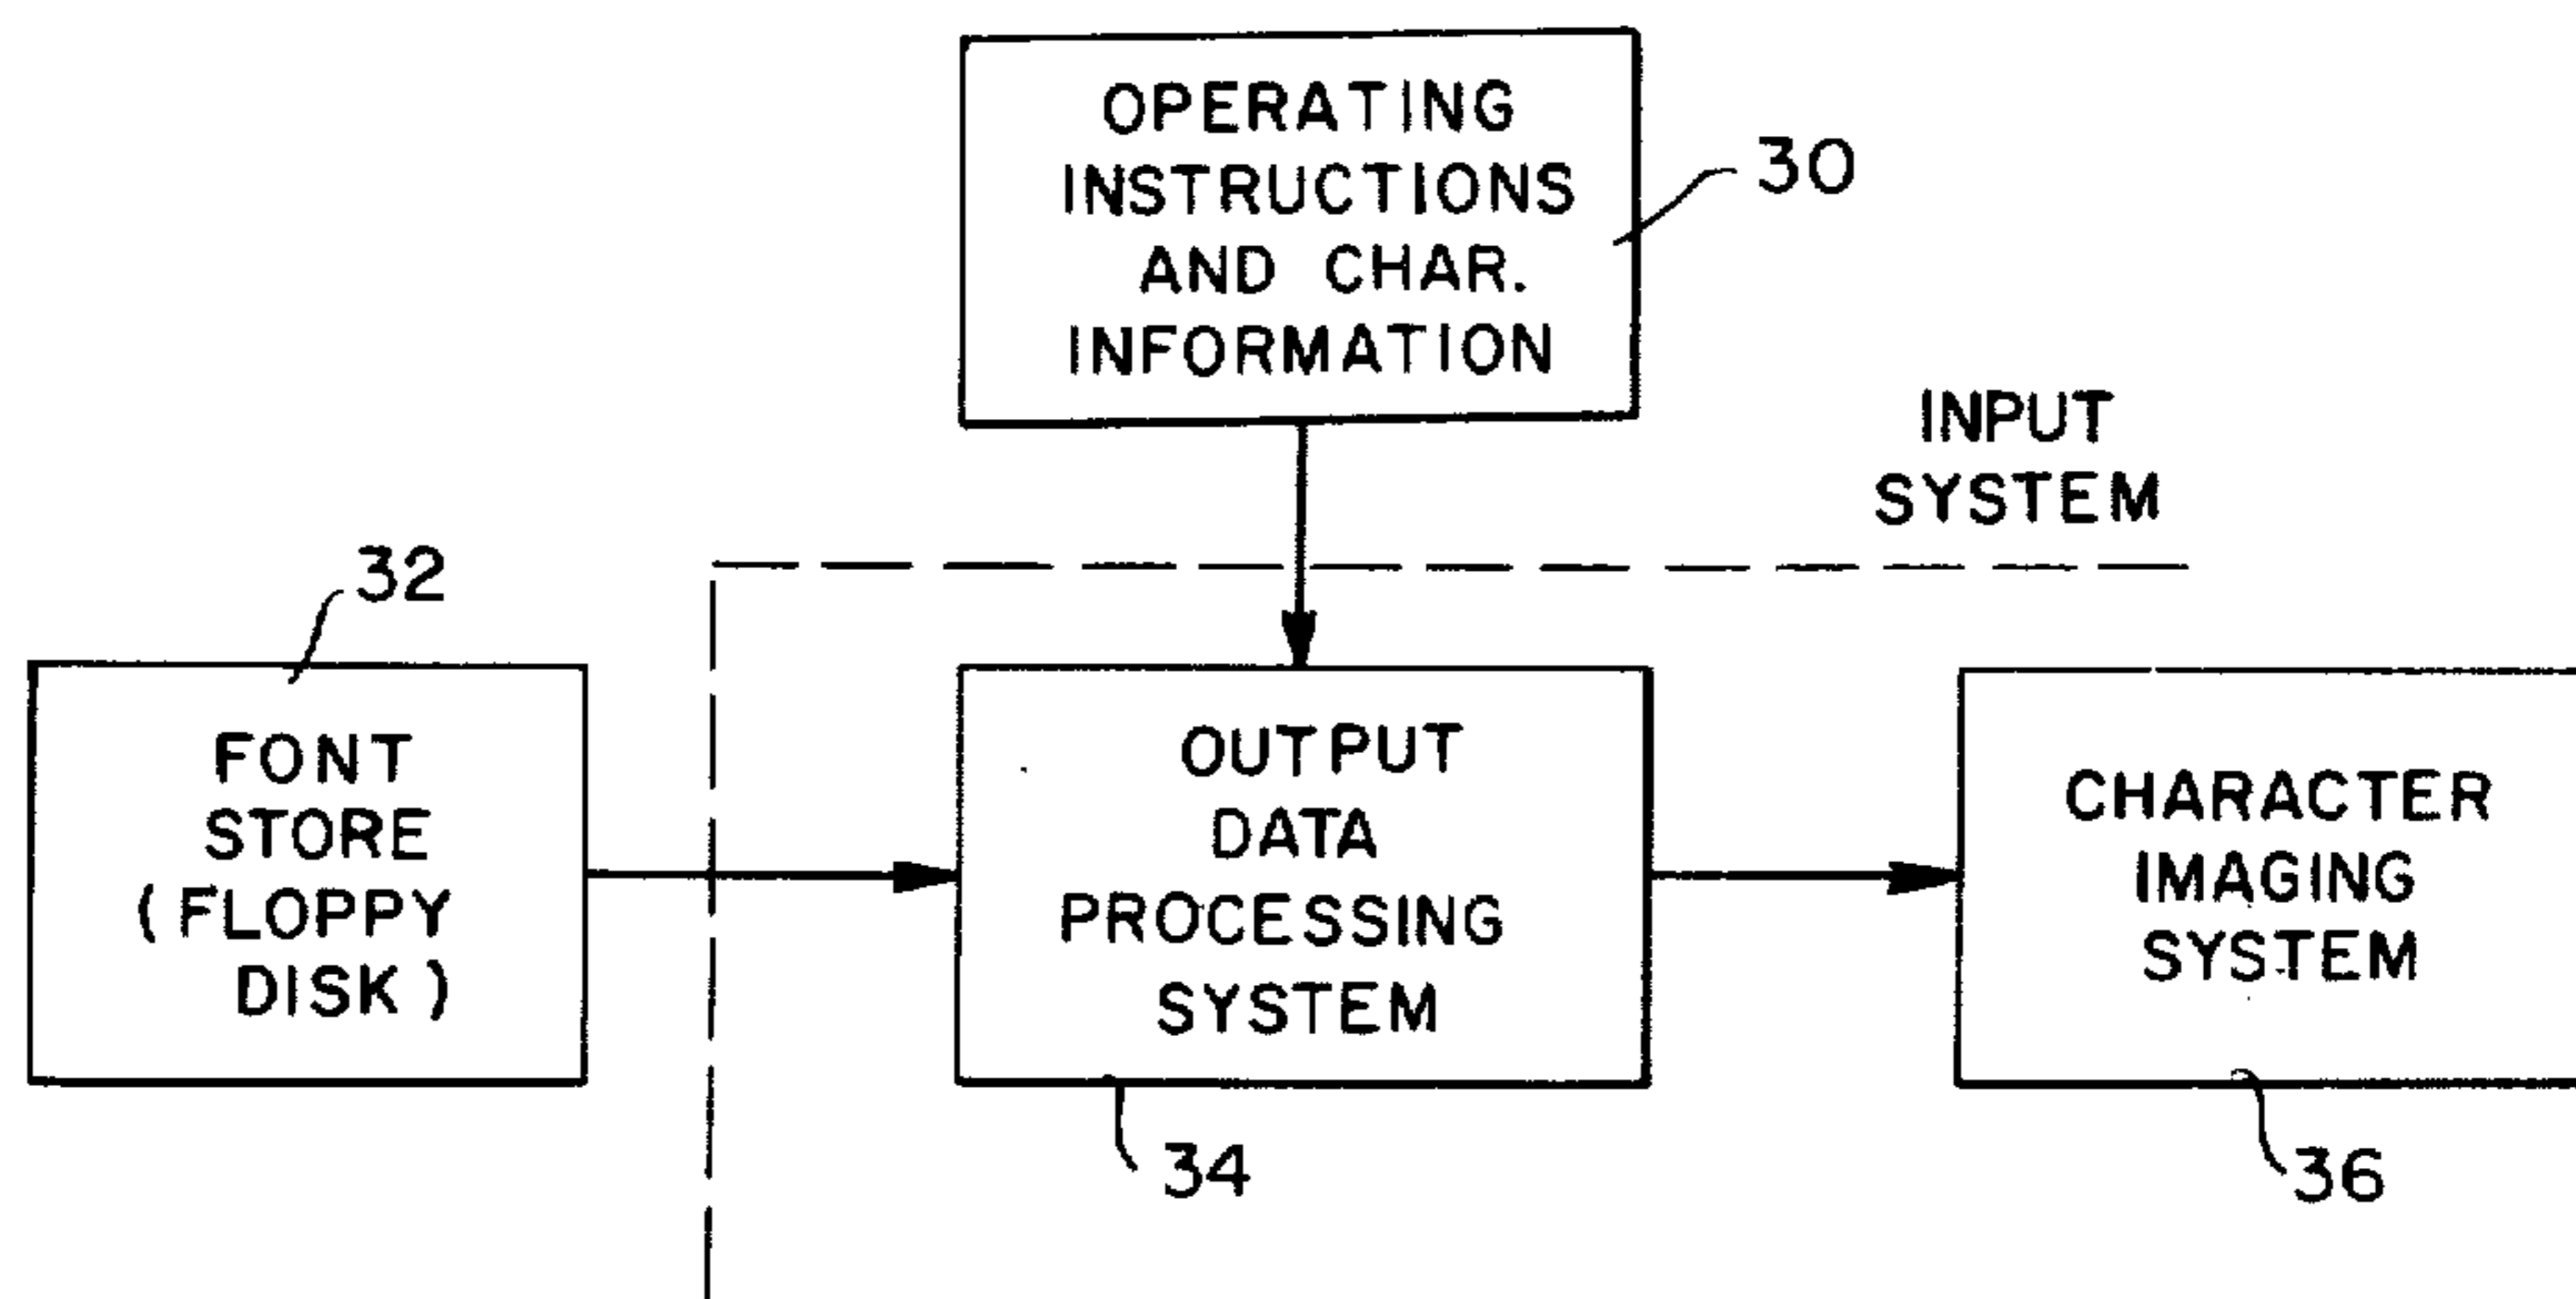 OPERATING
INSTRUCTIONS
AND CHAR.
INFORMATION
30
INPUT
SYSTEM
32
FONT
STORE
(FLOPPY
DISK)
OUTPUT
DATA
PROCESSING
SYSTEM
34
CHARACTER
IMAGING
SYSTEM
36